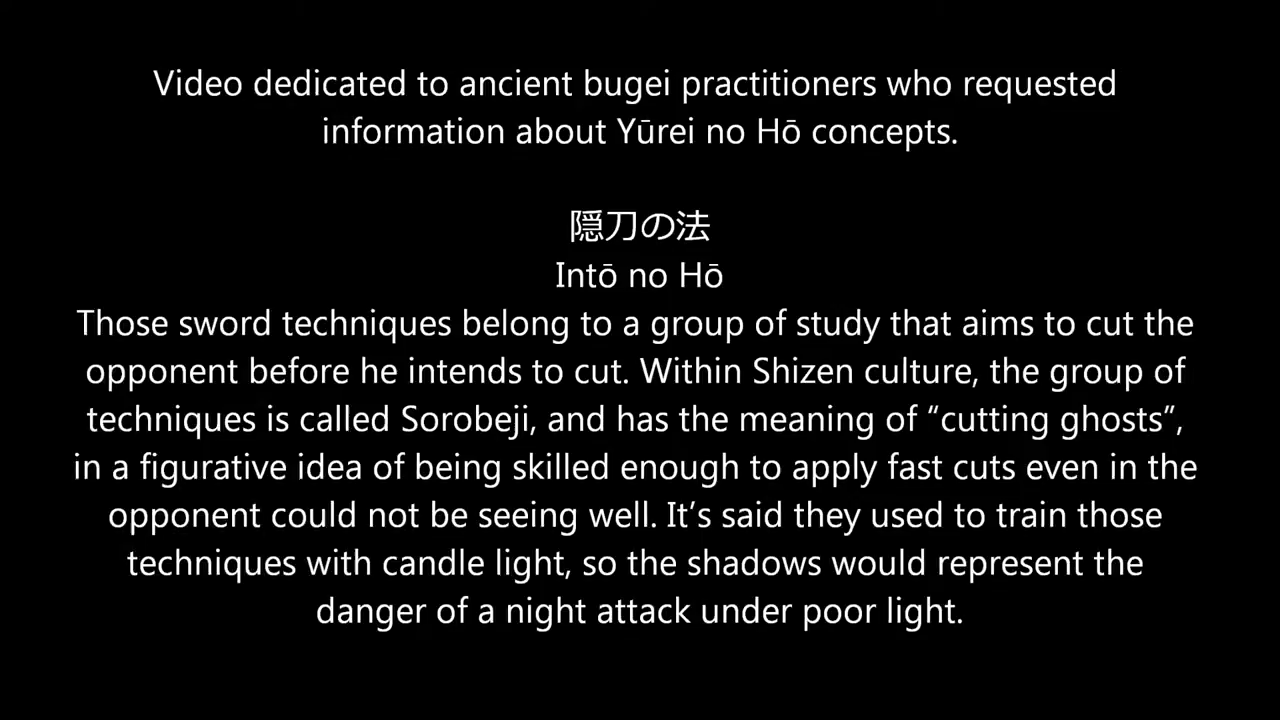 Video dedicated to ancient bugei practitioners who requested
information about Yūrei no Hō concepts.
隠刀の法
Intō no Hō
Those sword techniques belong to a group of study that aims to cut the
opponent before he intends to cut. Within Shizen culture, the group of
techniques is called Sorobeji, and has the meaning of “cutting ghosts”,
in a figurative idea of being skilled enough to apply fast cuts even in the
opponent could not be seeing well. It’s said they used to train those
techniques with candle light, so the shadows would represent the
danger of a night attack under poor light.